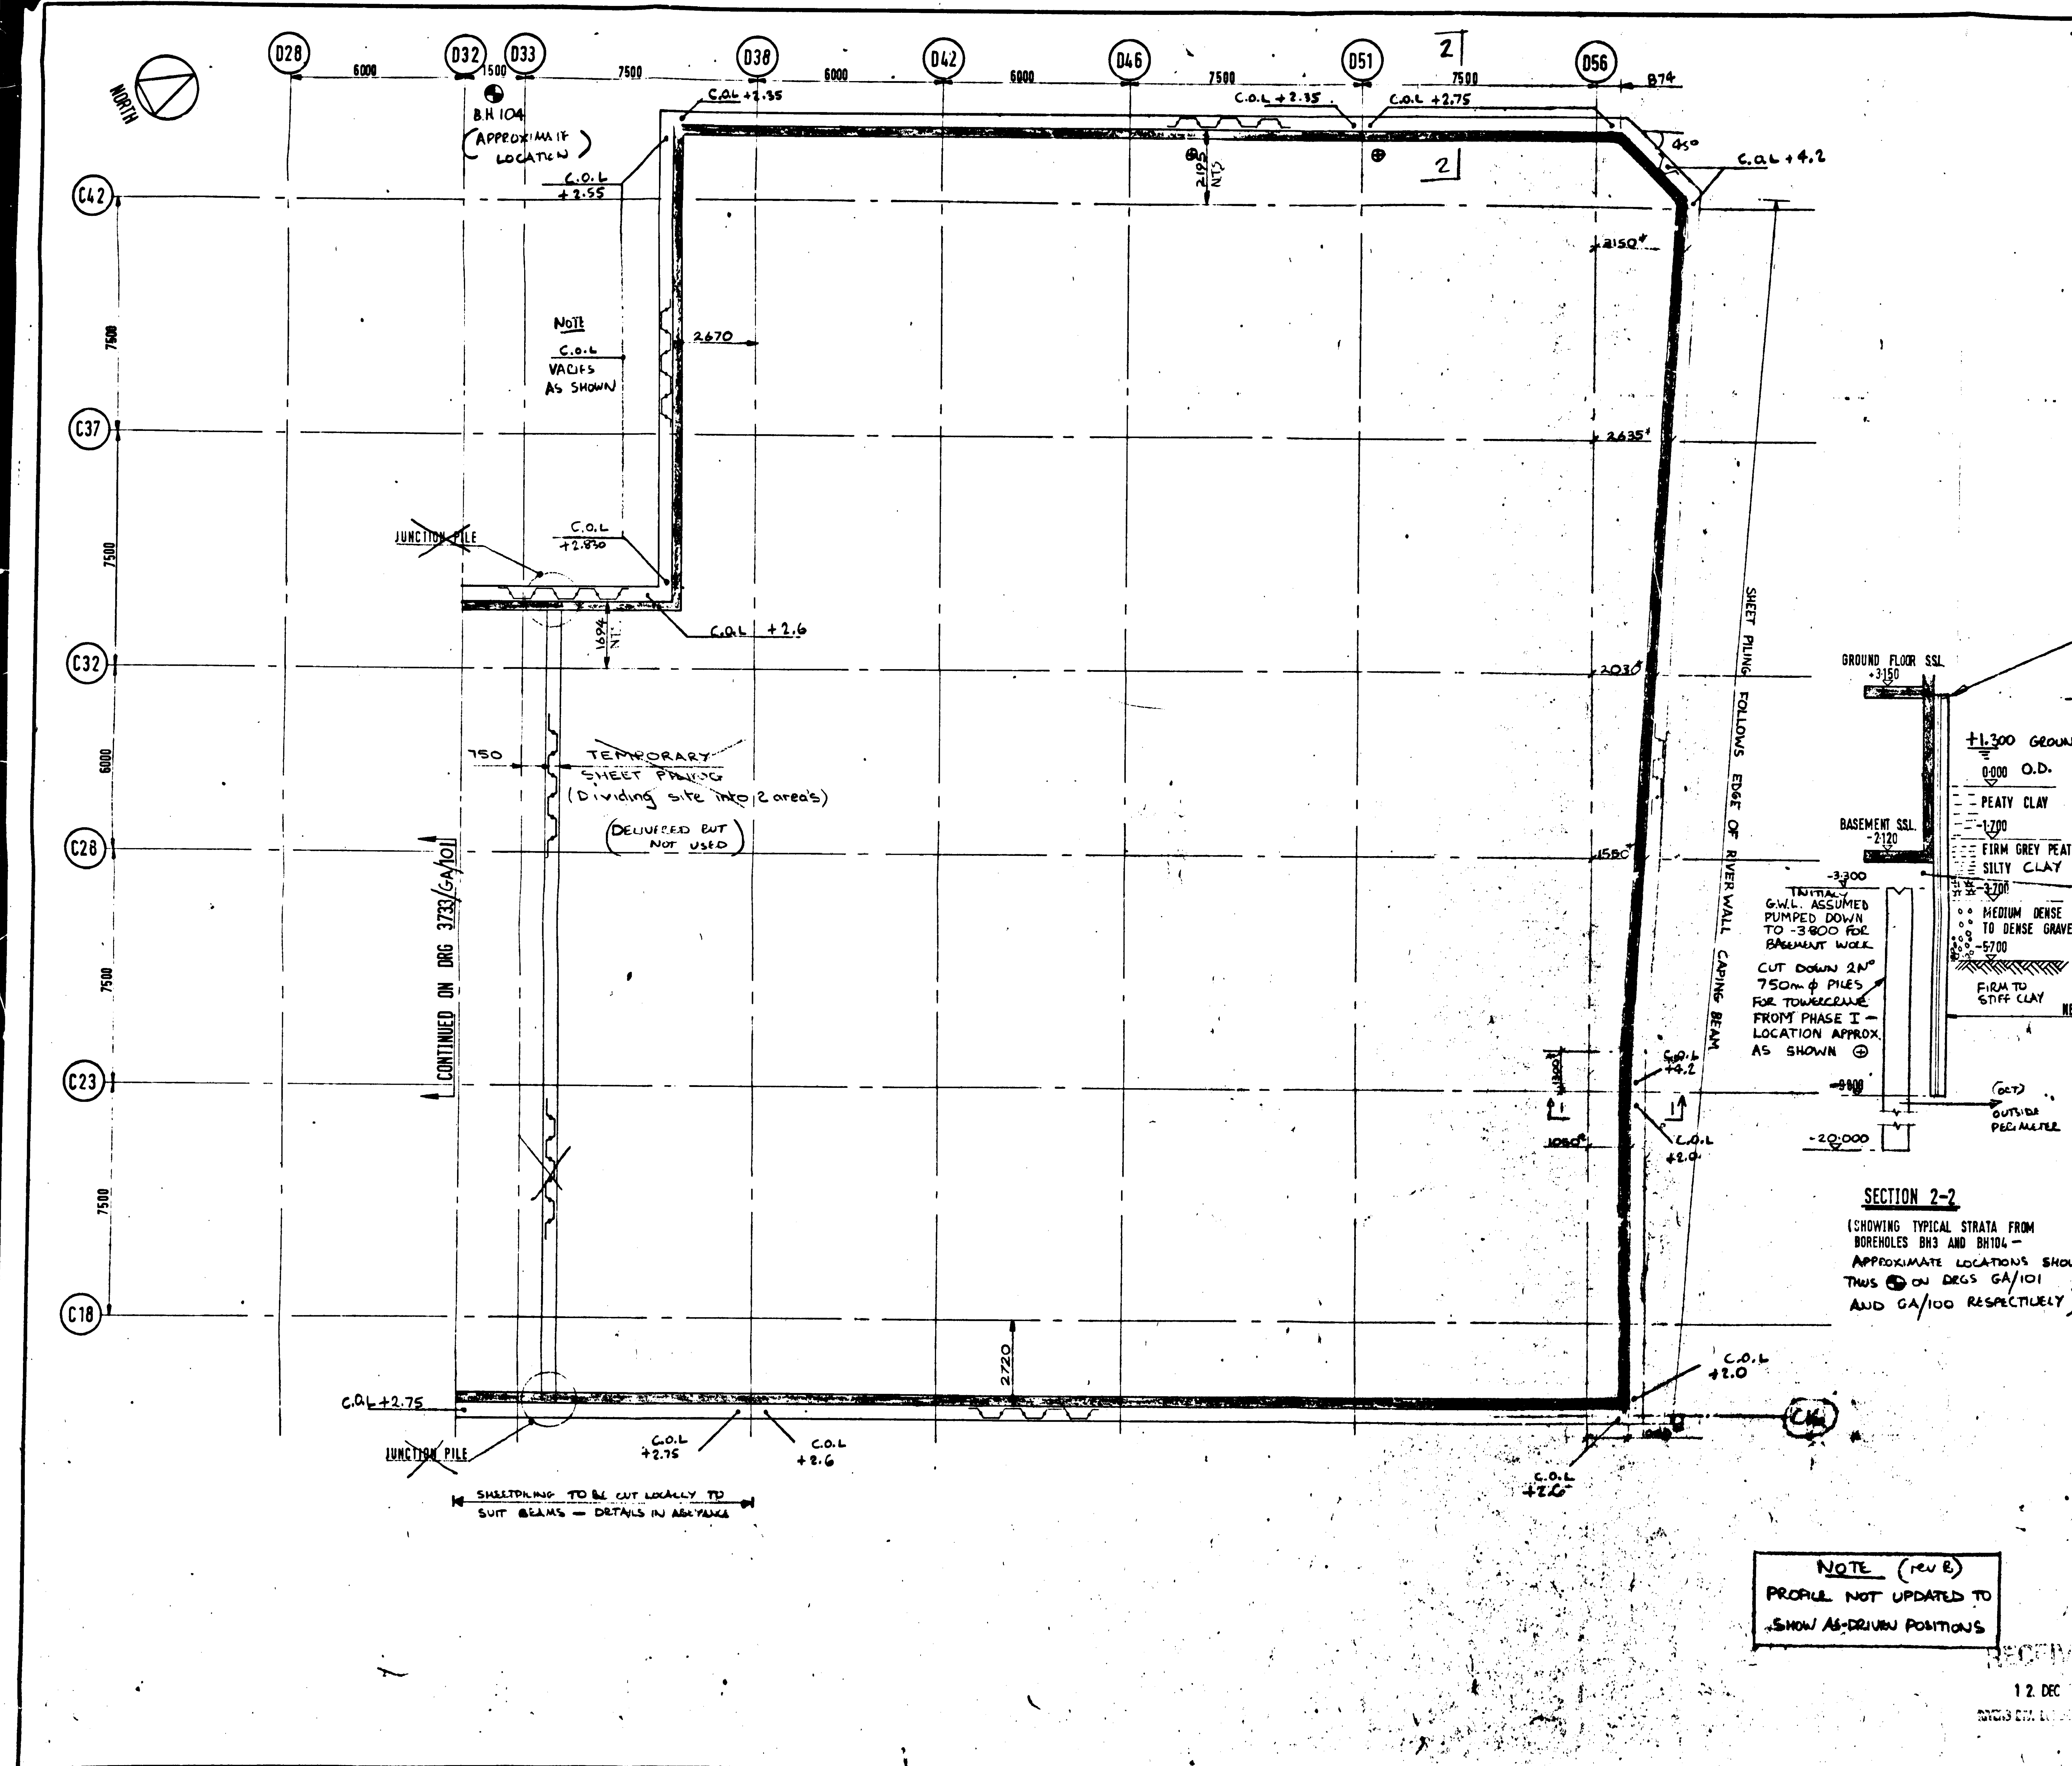 D28
D32
D33
D38
D42
D46
D51
D56
6000
1500
7500
6000
6000
7500
7500
874
2
NORTH
B.H 104
(APPROXIMATE
LOCATION)
C.O.L +2.35
C.O.L +2.35
C.O.L +2.75
45°
C.O.L +4.2
2
2195
NTS
C.O.L
+2.55
C42
C37
C32
C28
C23
C18
7500
7500
6000
7500
7500
2150+
2635+
2030+
1550+
NOTE
C.O.L
VARIES
AS SHOWN
2670
JUNCTION PILE
C.O.L
+2.830
1694
NTS
C.O.L +2.6
750
TEMPORARY
SHEET PILING
(Dividing site into 2 area's)
(DELIVERED BUT
NOT USED)
CONTINUED ON DRG 3733/GA/101
SHEET PILING FOLLOWS EDGE OF RIVER WALL CAPING BEAM
C.O.L
+4.2
1
1
C.O.L
+2.0
2720
C.O.L
+2.0
C.O.L +2.75
JUNCTION PILE
C.O.L
+2.75
C.O.L
+2.6
C.O.L
SHEETPILING TO BE CUT LOCALLY TO
SUIT BEAMS — DETAILS IN ABEYANCE
GROUND FLOOR SSL
+3·150
+1.300 GROUN
0·000 O.D.
PEATY CLAY
-1·700
BASEMENT SSL.
-2·120
FIRM GREY PEAT
SILTY CLAY
-3·300
-3·700
INITIALY
G.W.L. ASSUMED
PUMPED DOWN
TO -3·800 FOR
BASEMENT WORK
MEDIUM DENSE
TO DENSE GRAVE
-5·700
FIRM TO
STIFF CLAY
CUT DOWN 2N°
750m φ PILES
FOR TOWERCRANE
FROM PHASE I —
LOCATION APPROX.
AS SHOWN ⊕
(OCT)
OUTSIDE
PERIMETER
-20·000
SECTION 2-2
(SHOWING TYPICAL STRATA FROM
BOREHOLES BH3 AND BH104 —
APPROXIMATE LOCATIONS SHOU
THUS ON DRGS GA/101
AND GA/100 RESPECTIVELY)
NOTE (rev B)
PROFILE NOT UPDATED TO
SHOW AS-DRIVEN POSITIONS
RECEIV
12. DEC